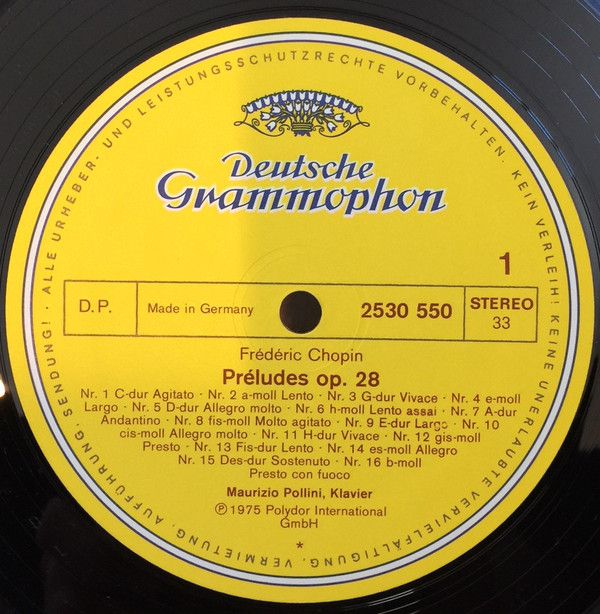 ALLE URHEBER- UND LEISTUNGSSCHUTZRECHTE VORBEHALTEN. KEIN VERLEIH! KEINE UNERLAUBTE VERVIELFÄLTIGUNG, VERMIETUNG, AUFFÜHRUNG, SENDUNG! ·
Deutsche
Grammophon
1
D.P.
Made in Germany
2530 550
STEREO
33
Frédéric Chopin
Préludes op. 28
Nr. 1 C-dur Agitato · Nr. 2 a-moll Lento · Nr. 3 G-dur Vivace · Nr. 4 e-moll
Largo · Nr. 5 D-dur Allegro molto · Nr. 6 h-moll Lento assai · Nr. 7 A-dur
Andantino · Nr. 8 fis-moll Molto agitato · Nr. 9 E-dur Largo · Nr. 10
cis-moll Allegro molto · Nr. 11 H-dur Vivace · Nr. 12 gis-moll
Presto · Nr. 13 Fis-dur Lento · Nr. 14 es-moll Allegro
Nr. 15 Des-dur Sostenuto · Nr. 16 b-moll
Presto con fuoco
Maurizio Pollini, Klavier
℗ 1975 Polydor International
GmbH
*